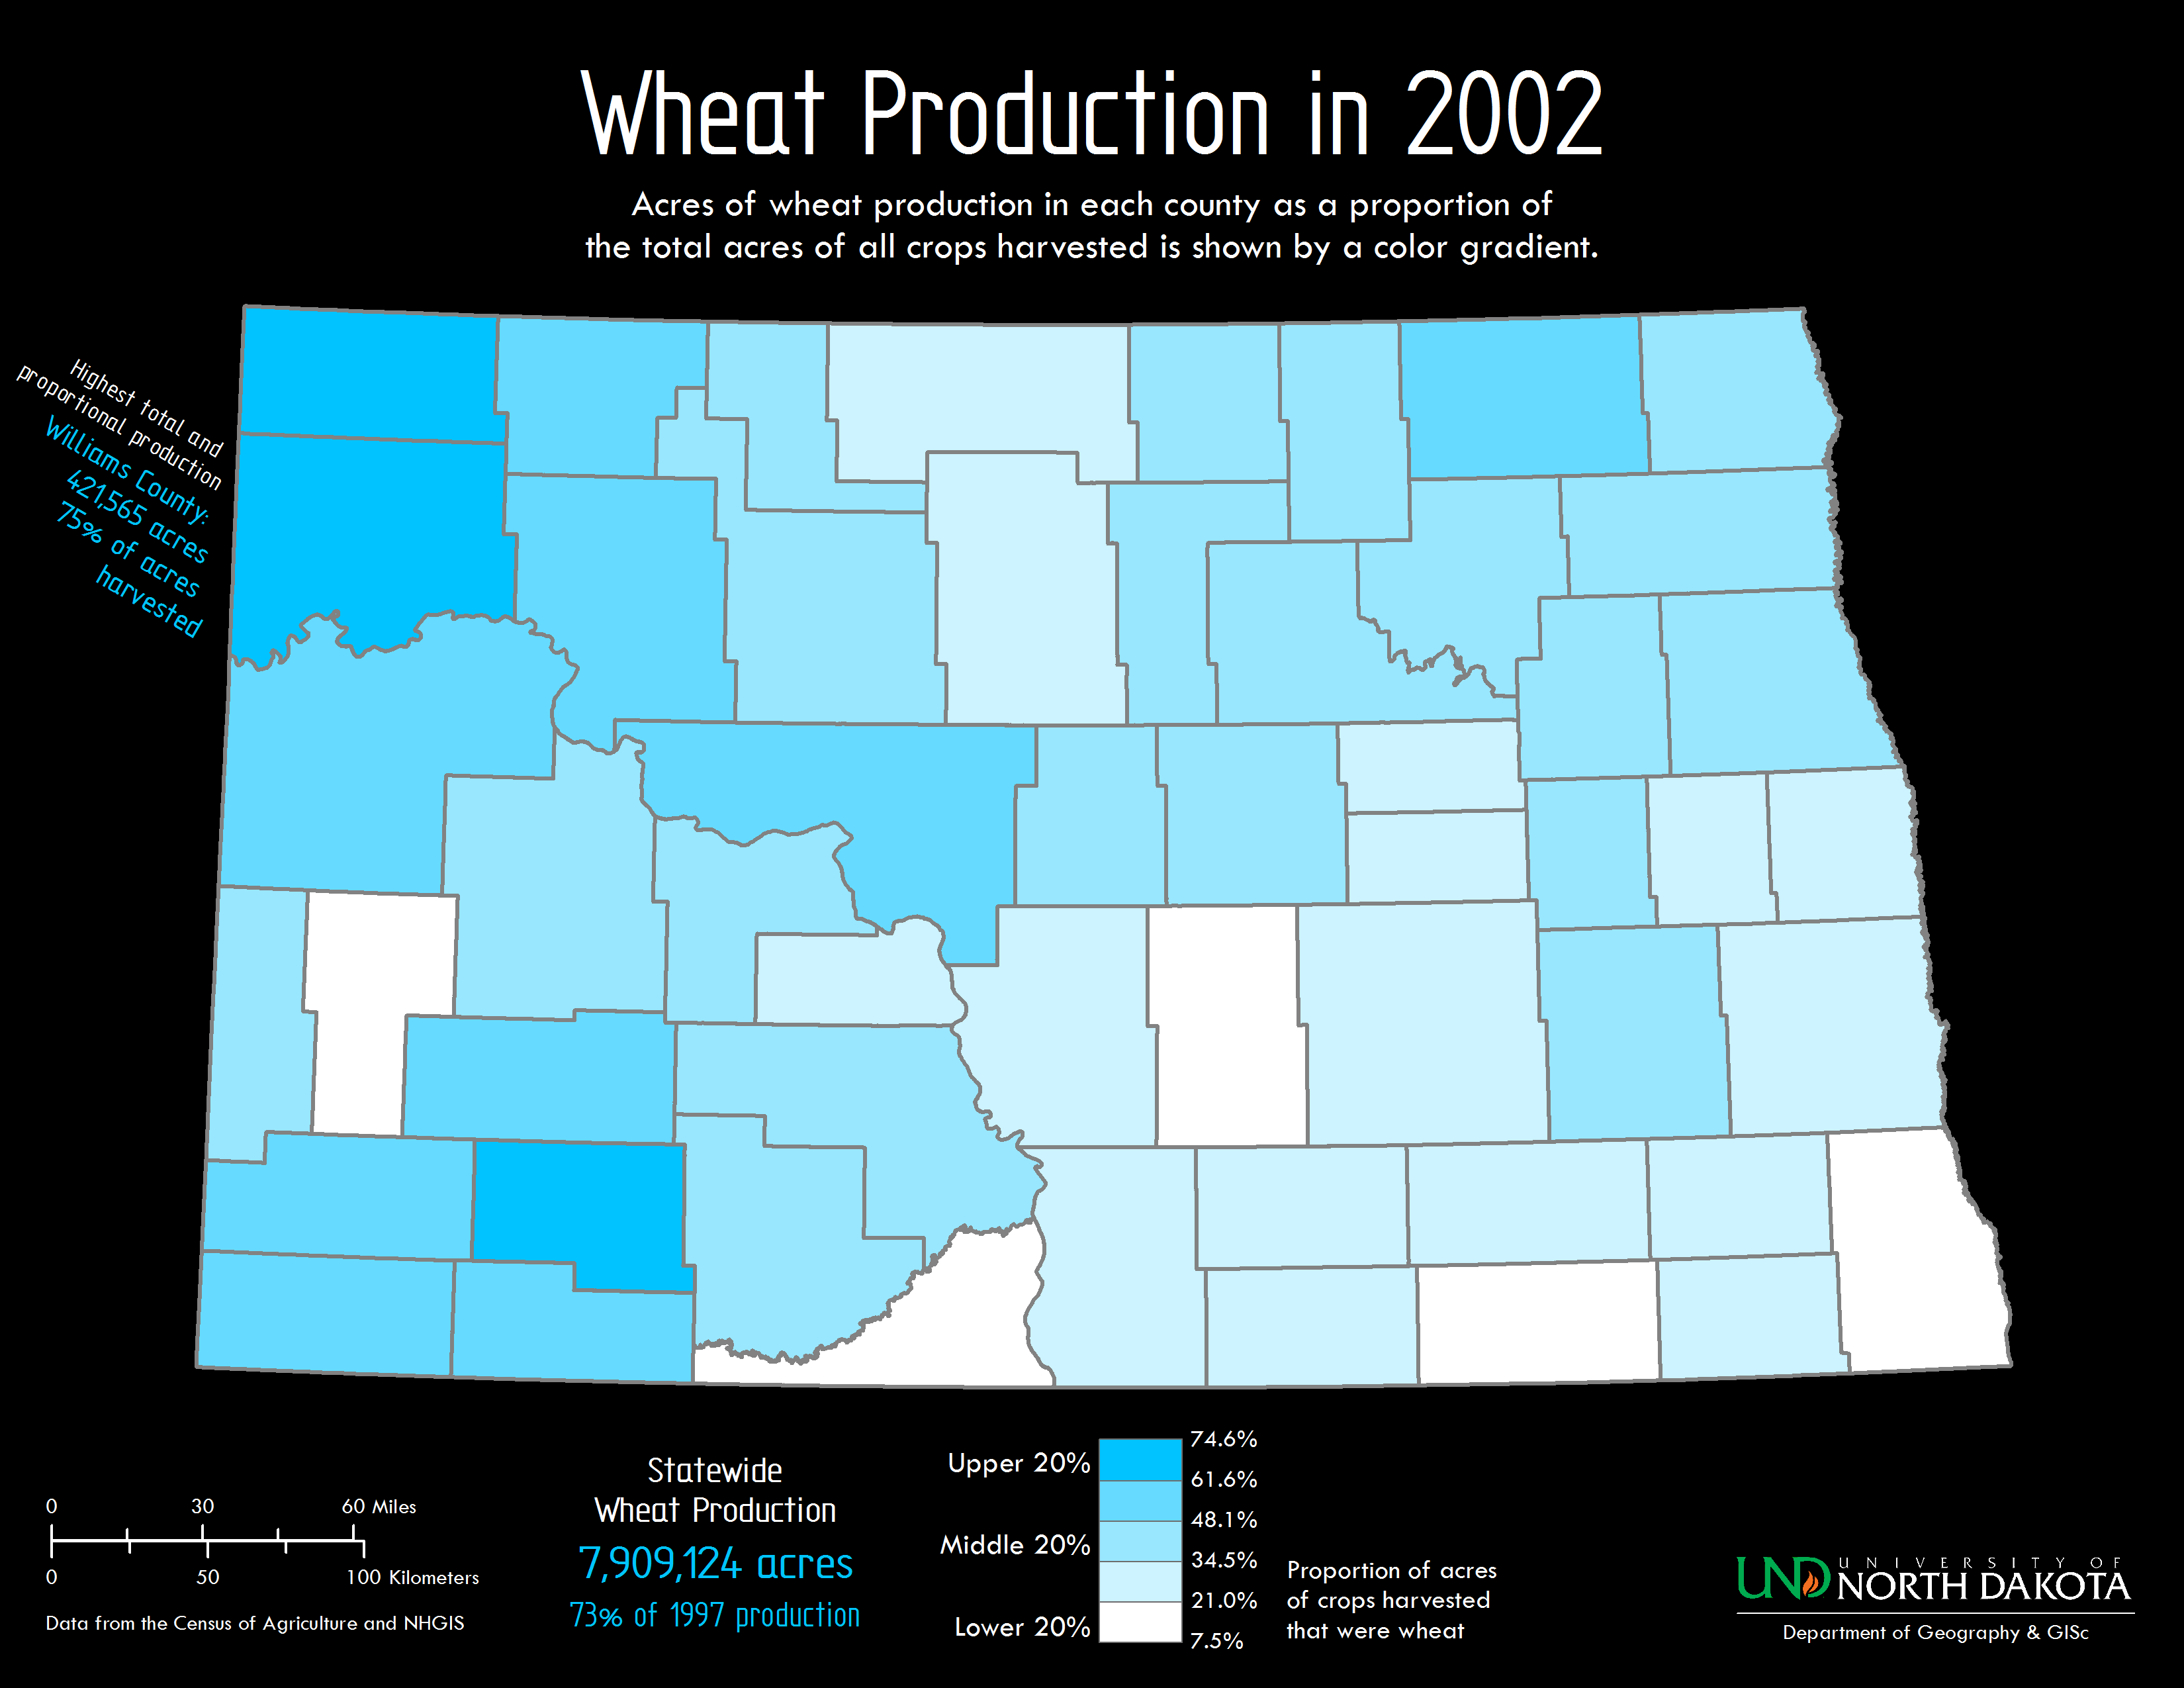 Wheat Production in 2002
Acres of wheat production in each county as a proportion of
the total acres of all crops harvested is shown by a color gradient.
Highest total and
proportional production
Williams County:
421,565 acres
75% of acres
harvested
0 30 60 Miles
0 50 100 Kilometers
Data from the Census of Agriculture and NHGIS
Statewide
Wheat Production
7,909,124 acres
73% of 1997 production
Upper 20%
Middle 20%
Lower 20%
74.6%
61.6%
48.1%
34.5%
21.0%
7.5%
Proportion of acres
of crops harvested
that were wheat
UND
UNIVERSITY OF
NORTH DAKOTA
Department of Geography & GISc